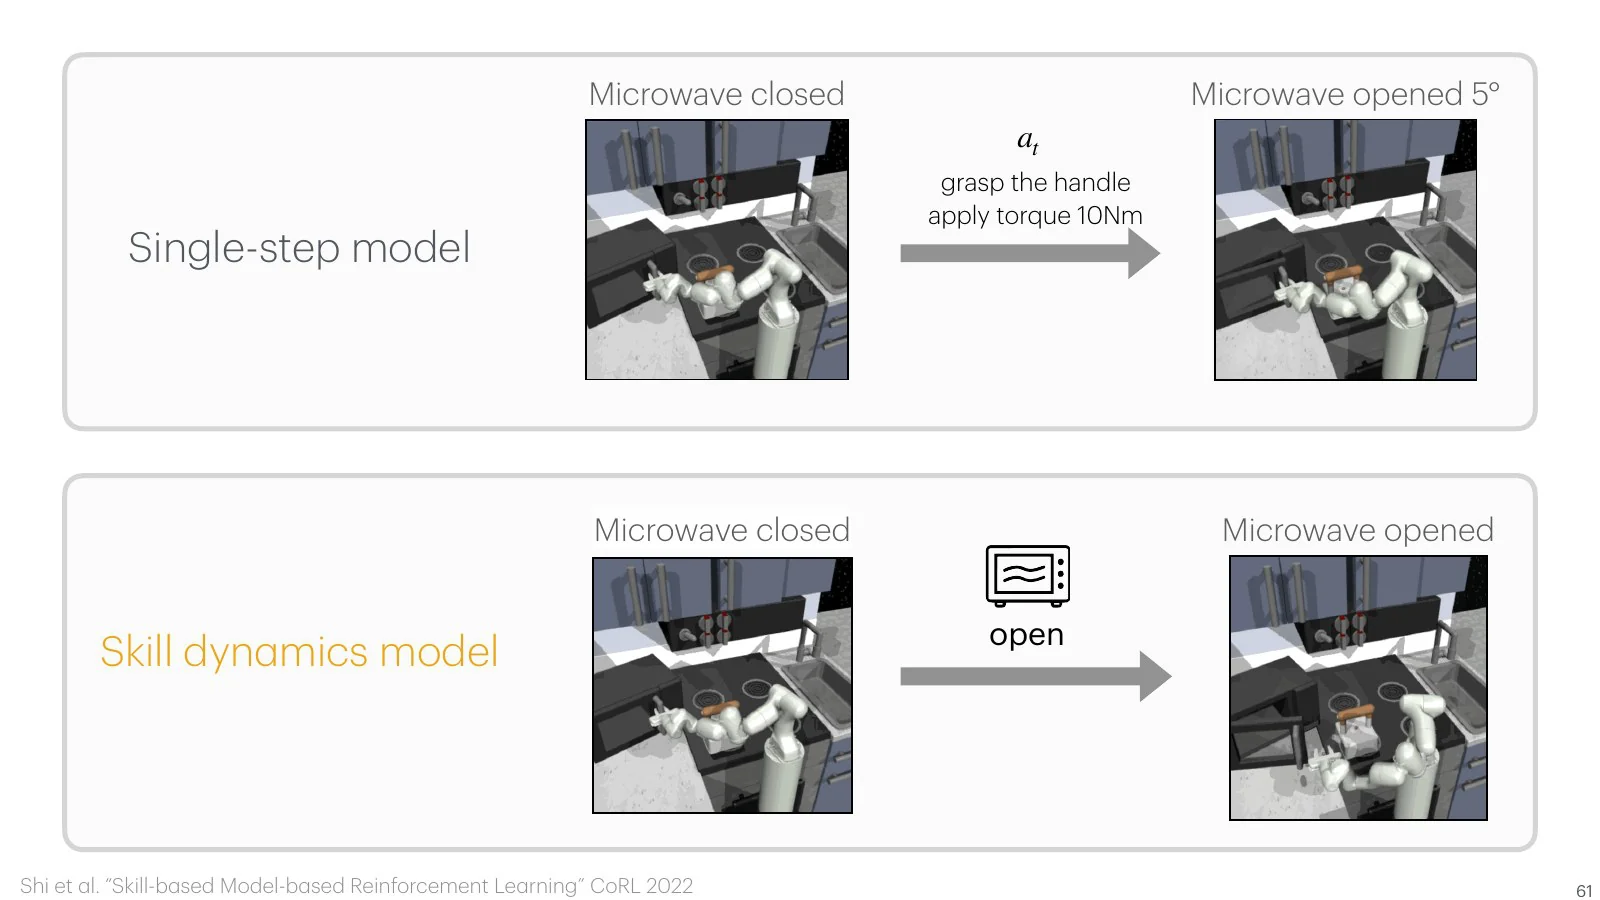 Microwave closed
Microwave opened 5°
a_t
grasp the handle
apply torque 10Nm
Single-step model
Microwave closed
Microwave opened
open
Skill dynamics model
Shi et al. “Skill-based Model-based Reinforcement Learning” CoRL 2022
61